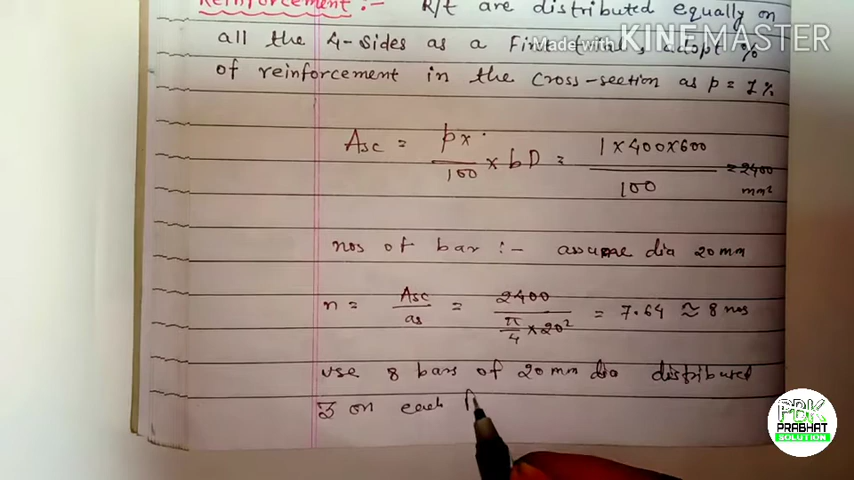 Reinforcement :- R/t are distributed equally on
all the 4-sides as a First trial, adopt %
Made with KINEMASTER
of reinforcement in the cross-section as p = 1%
Asc = px/100 × bD = 1×400×600/100 = 2400 mm²
nos of bar :- assume dia 20mm
n = Asc/as = 2400/(π/4 × 20²) = 7.64 ≈ 8 nos
use 8 bars of 20mm dia distributed
3 on each
PBK
PRABHAT
SOLUTION